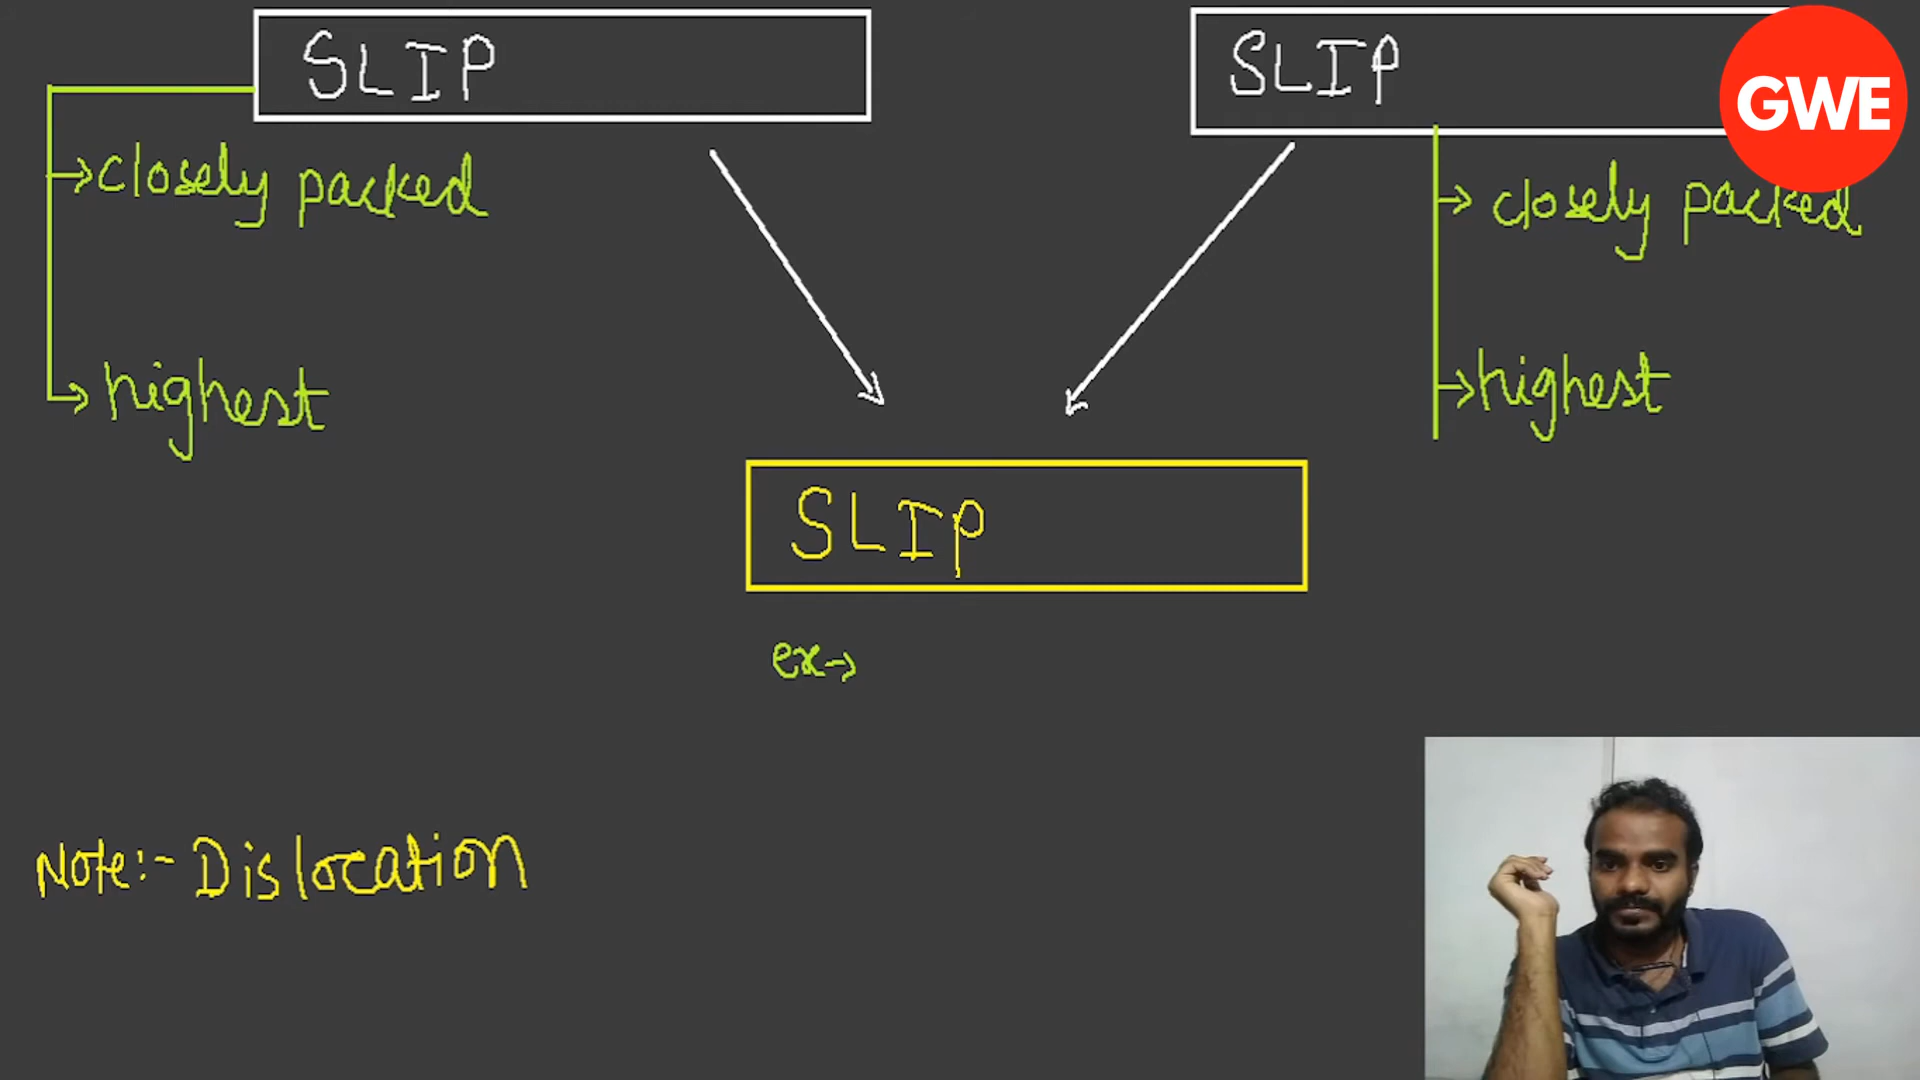 SLIP
SLIP
GWE
closely packed
closely packed
highest
highest
SLIP
ex→
Note:- Dislocation